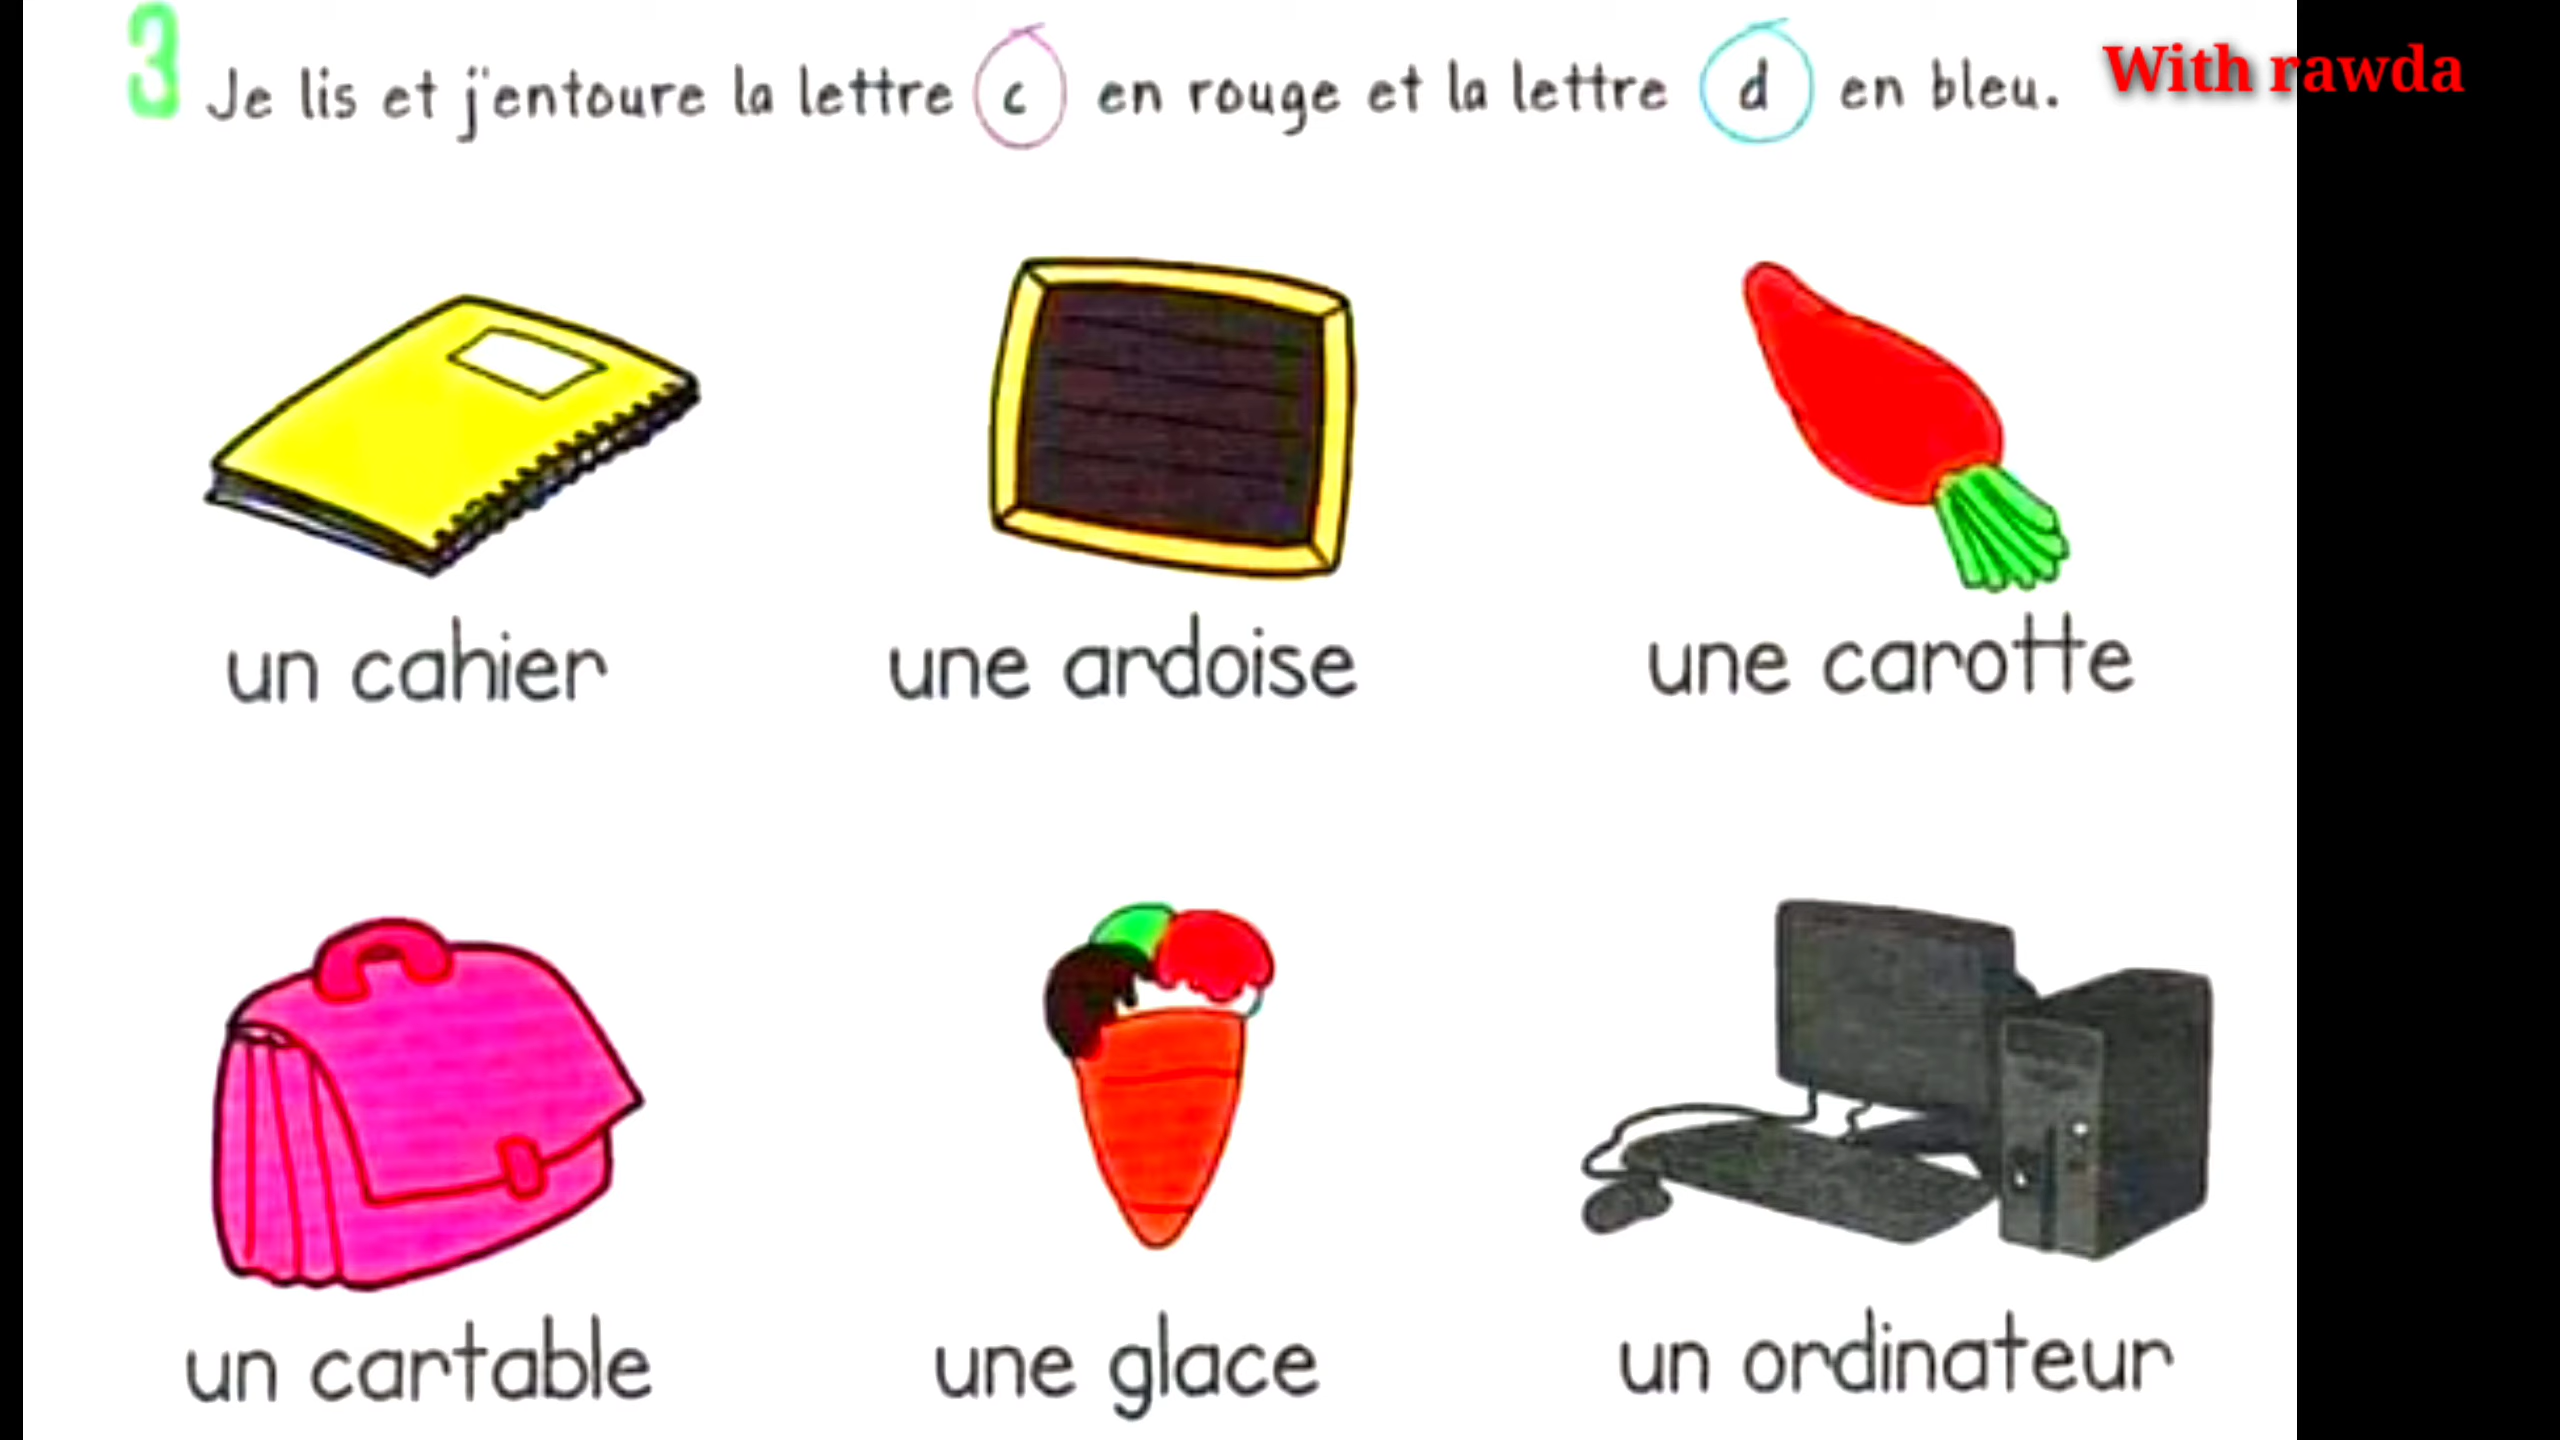 3 Je lis et j'entoure la lettre c en rouge et la lettre d en bleu. With rawda
un cahier
une ardoise
une carotte
un cartable
une glace
un ordinateur